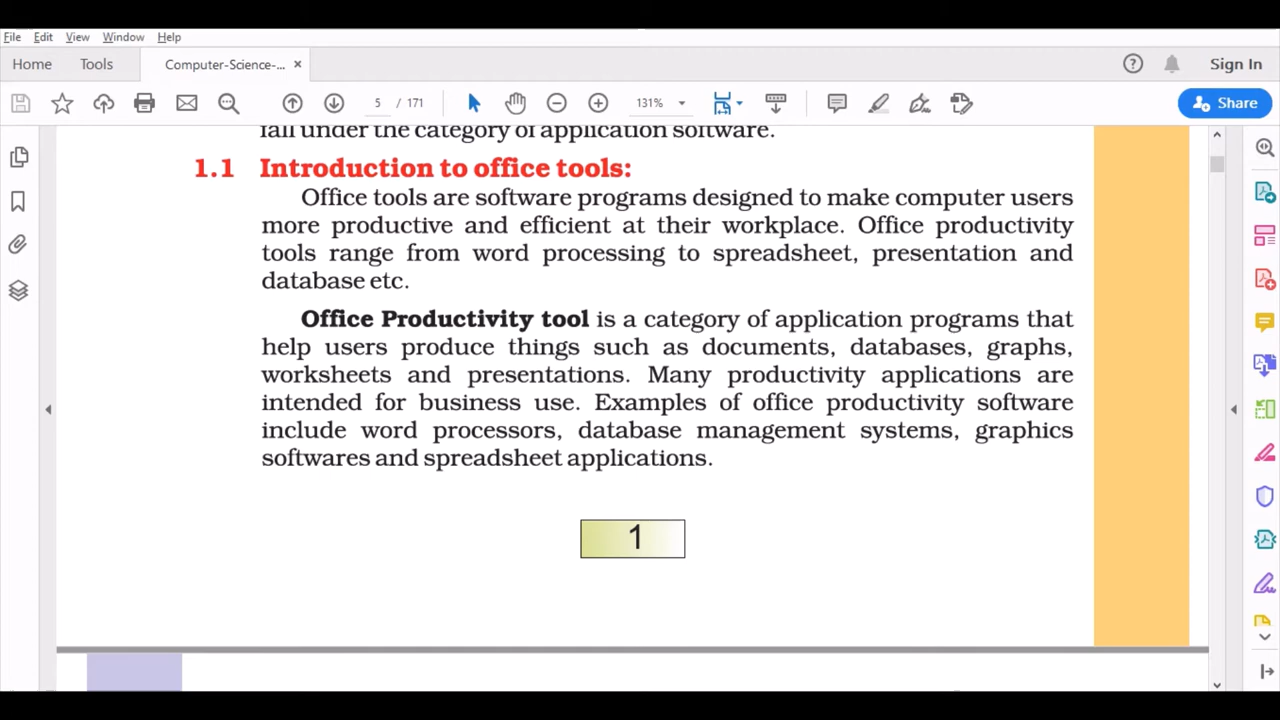 File Edit View Window Help
Home Tools Computer-Science-... × Sign In
5 / 171 131% Share
fall under the category of application software.
1.1 Introduction to office tools:
Office tools are software programs designed to make computer users
more productive and efficient at their workplace. Office productivity
tools range from word processing to spreadsheet, presentation and
database etc.
Office Productivity tool is a category of application programs that
help users produce things such as documents, databases, graphs,
worksheets and presentations. Many productivity applications are
intended for business use. Examples of office productivity software
include word processors, database management systems, graphics
softwares and spreadsheet applications.
1